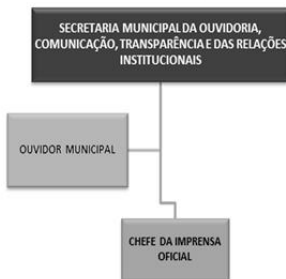 SECRETARIA MUNICIPAL DA OUVIDORIA,
COMUNICAÇÃO, TRANSPARÊNCIA E DAS RELAÇÕES
INSTITUCIONAIS
OUVIDOR MUNICIPAL
CHEFE DA IMPRENSA
OFICIAL